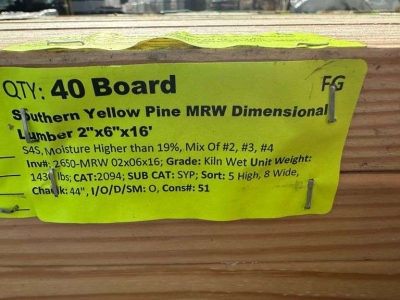 QTY: 40 Board FG
Southern Yellow Pine MRW Dimensional
Lumber 2"x6"x16'
S4S, Moisture Higher than 19%, Mix Of #2, #3, #4
Inv#: 2650-MRW 02x06x16; Grade: Kiln Wet Unit Weight:
1430 lbs; CAT:2094; SUB CAT: SYP; Sort: 5 High, 8 Wide,
44", I/O/D/SM: O, Cons#: 51